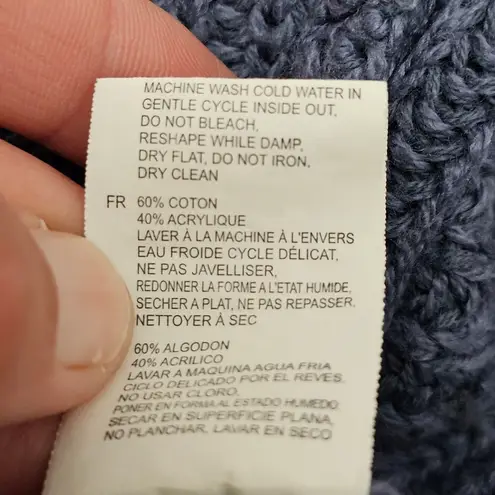 MACHINE WASH COLD WATER IN
GENTLE CYCLE INSIDE OUT,
DO NOT BLEACH,
RESHAPE WHILE DAMP,
DRY FLAT, DO NOT IRON,
DRY CLEAN
FR 60% COTON
40% ACRYLIQUE
LAVER À LA MACHINE À L'ENVERS
EAU FROIDE CYCLE DÉLICAT,
NE PAS JAVELLISER,
REDONNER LA FORME A L'ETAT HUMIDE,
SECHER A PLAT, NE PAS REPASSER,
NETTOYER À SEC
60% ALGODON
40% ACRILICO
LAVAR A MAQUINA AGUA FRIA
CICLO DELICADO POR EL REVES,
NO USAR CLORO,
PONER EN FORMA AL ESTADO HUMEDO,
SECAR EN SUPERFICIE PLANA,
NO PLANCHAR, LAVAR EN SECO